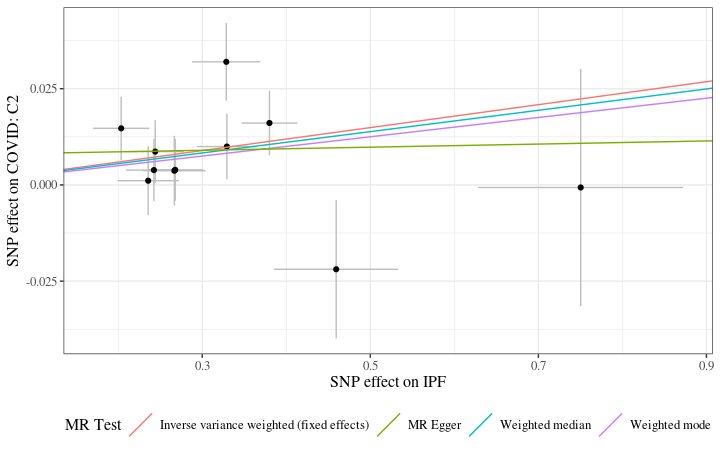 SNP effect on COVID: C2
0.025
0.000
-0.025
0.3
0.5
0.7
0.9
SNP effect on IPF
MR Test
Inverse variance weighted (fixed effects)
MR Egger
Weighted median
Weighted mode